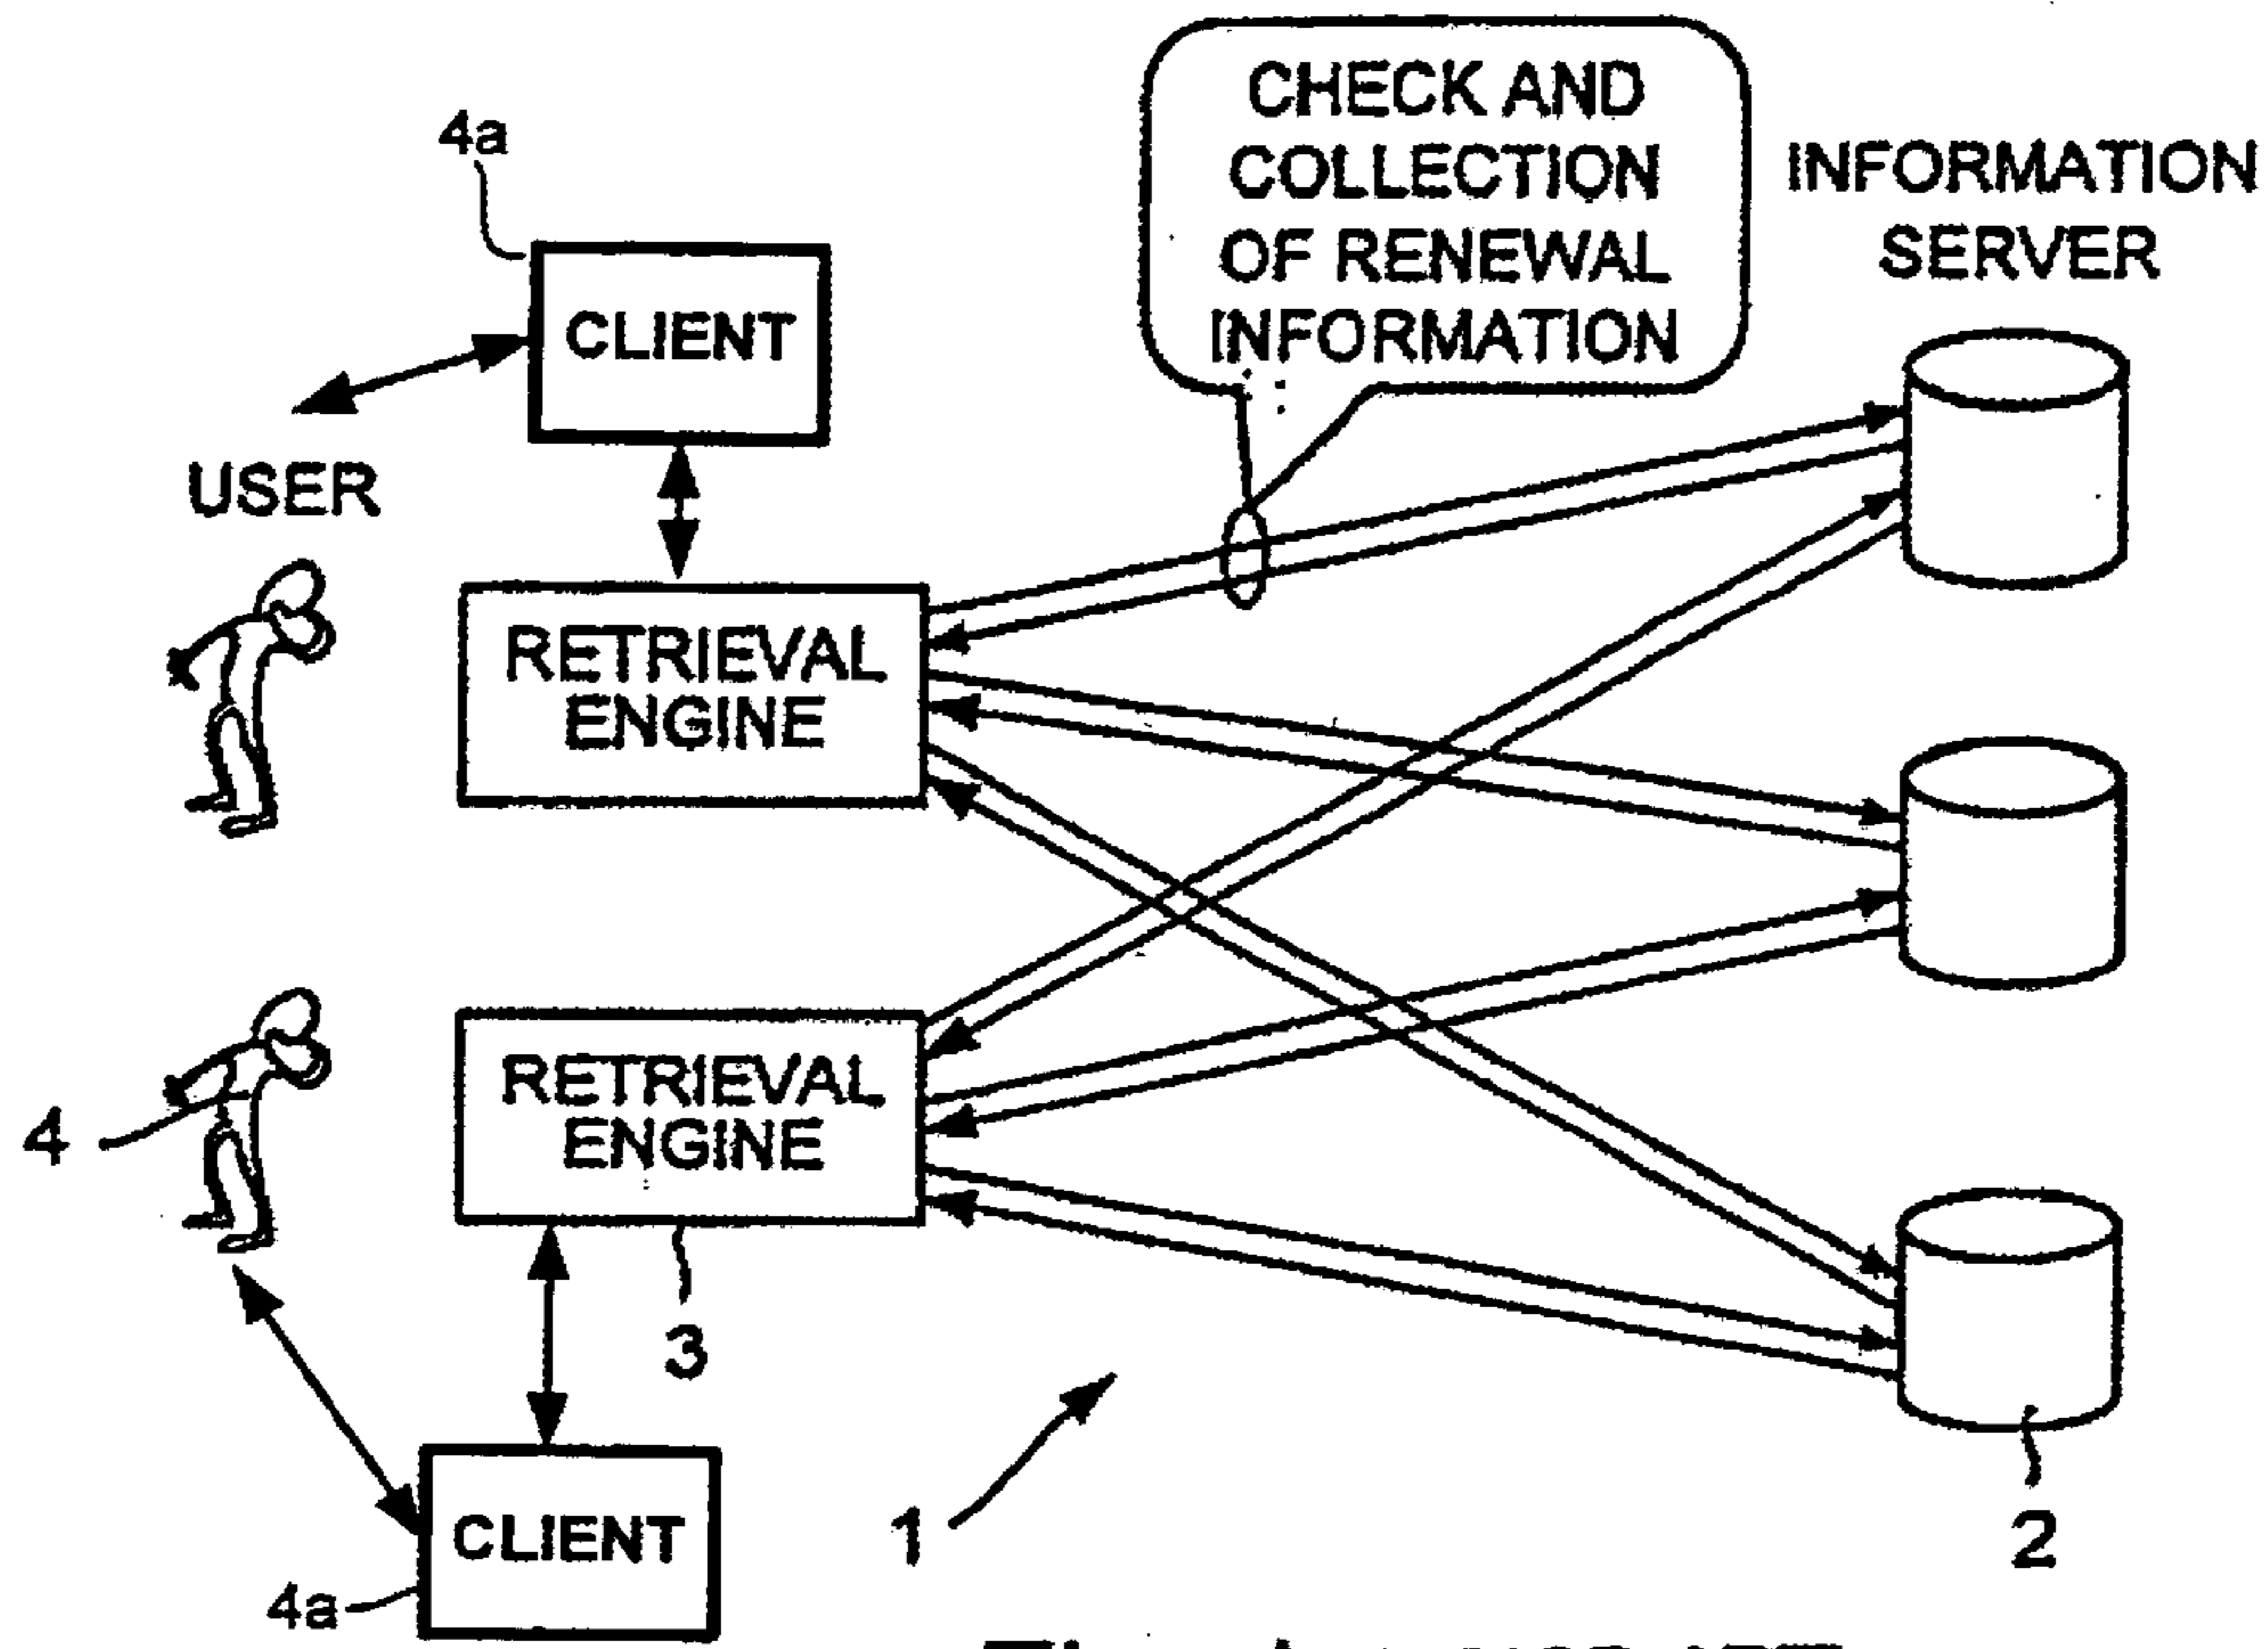 4a
CHECK AND
COLLECTION
OF RENEWAL
INFORMATION
INFORMATION
SERVER
CLIENT
USER
RETRIEVAL
ENGINE
RETRIEVAL
ENGINE
4
3
1
CLIENT
4a
2